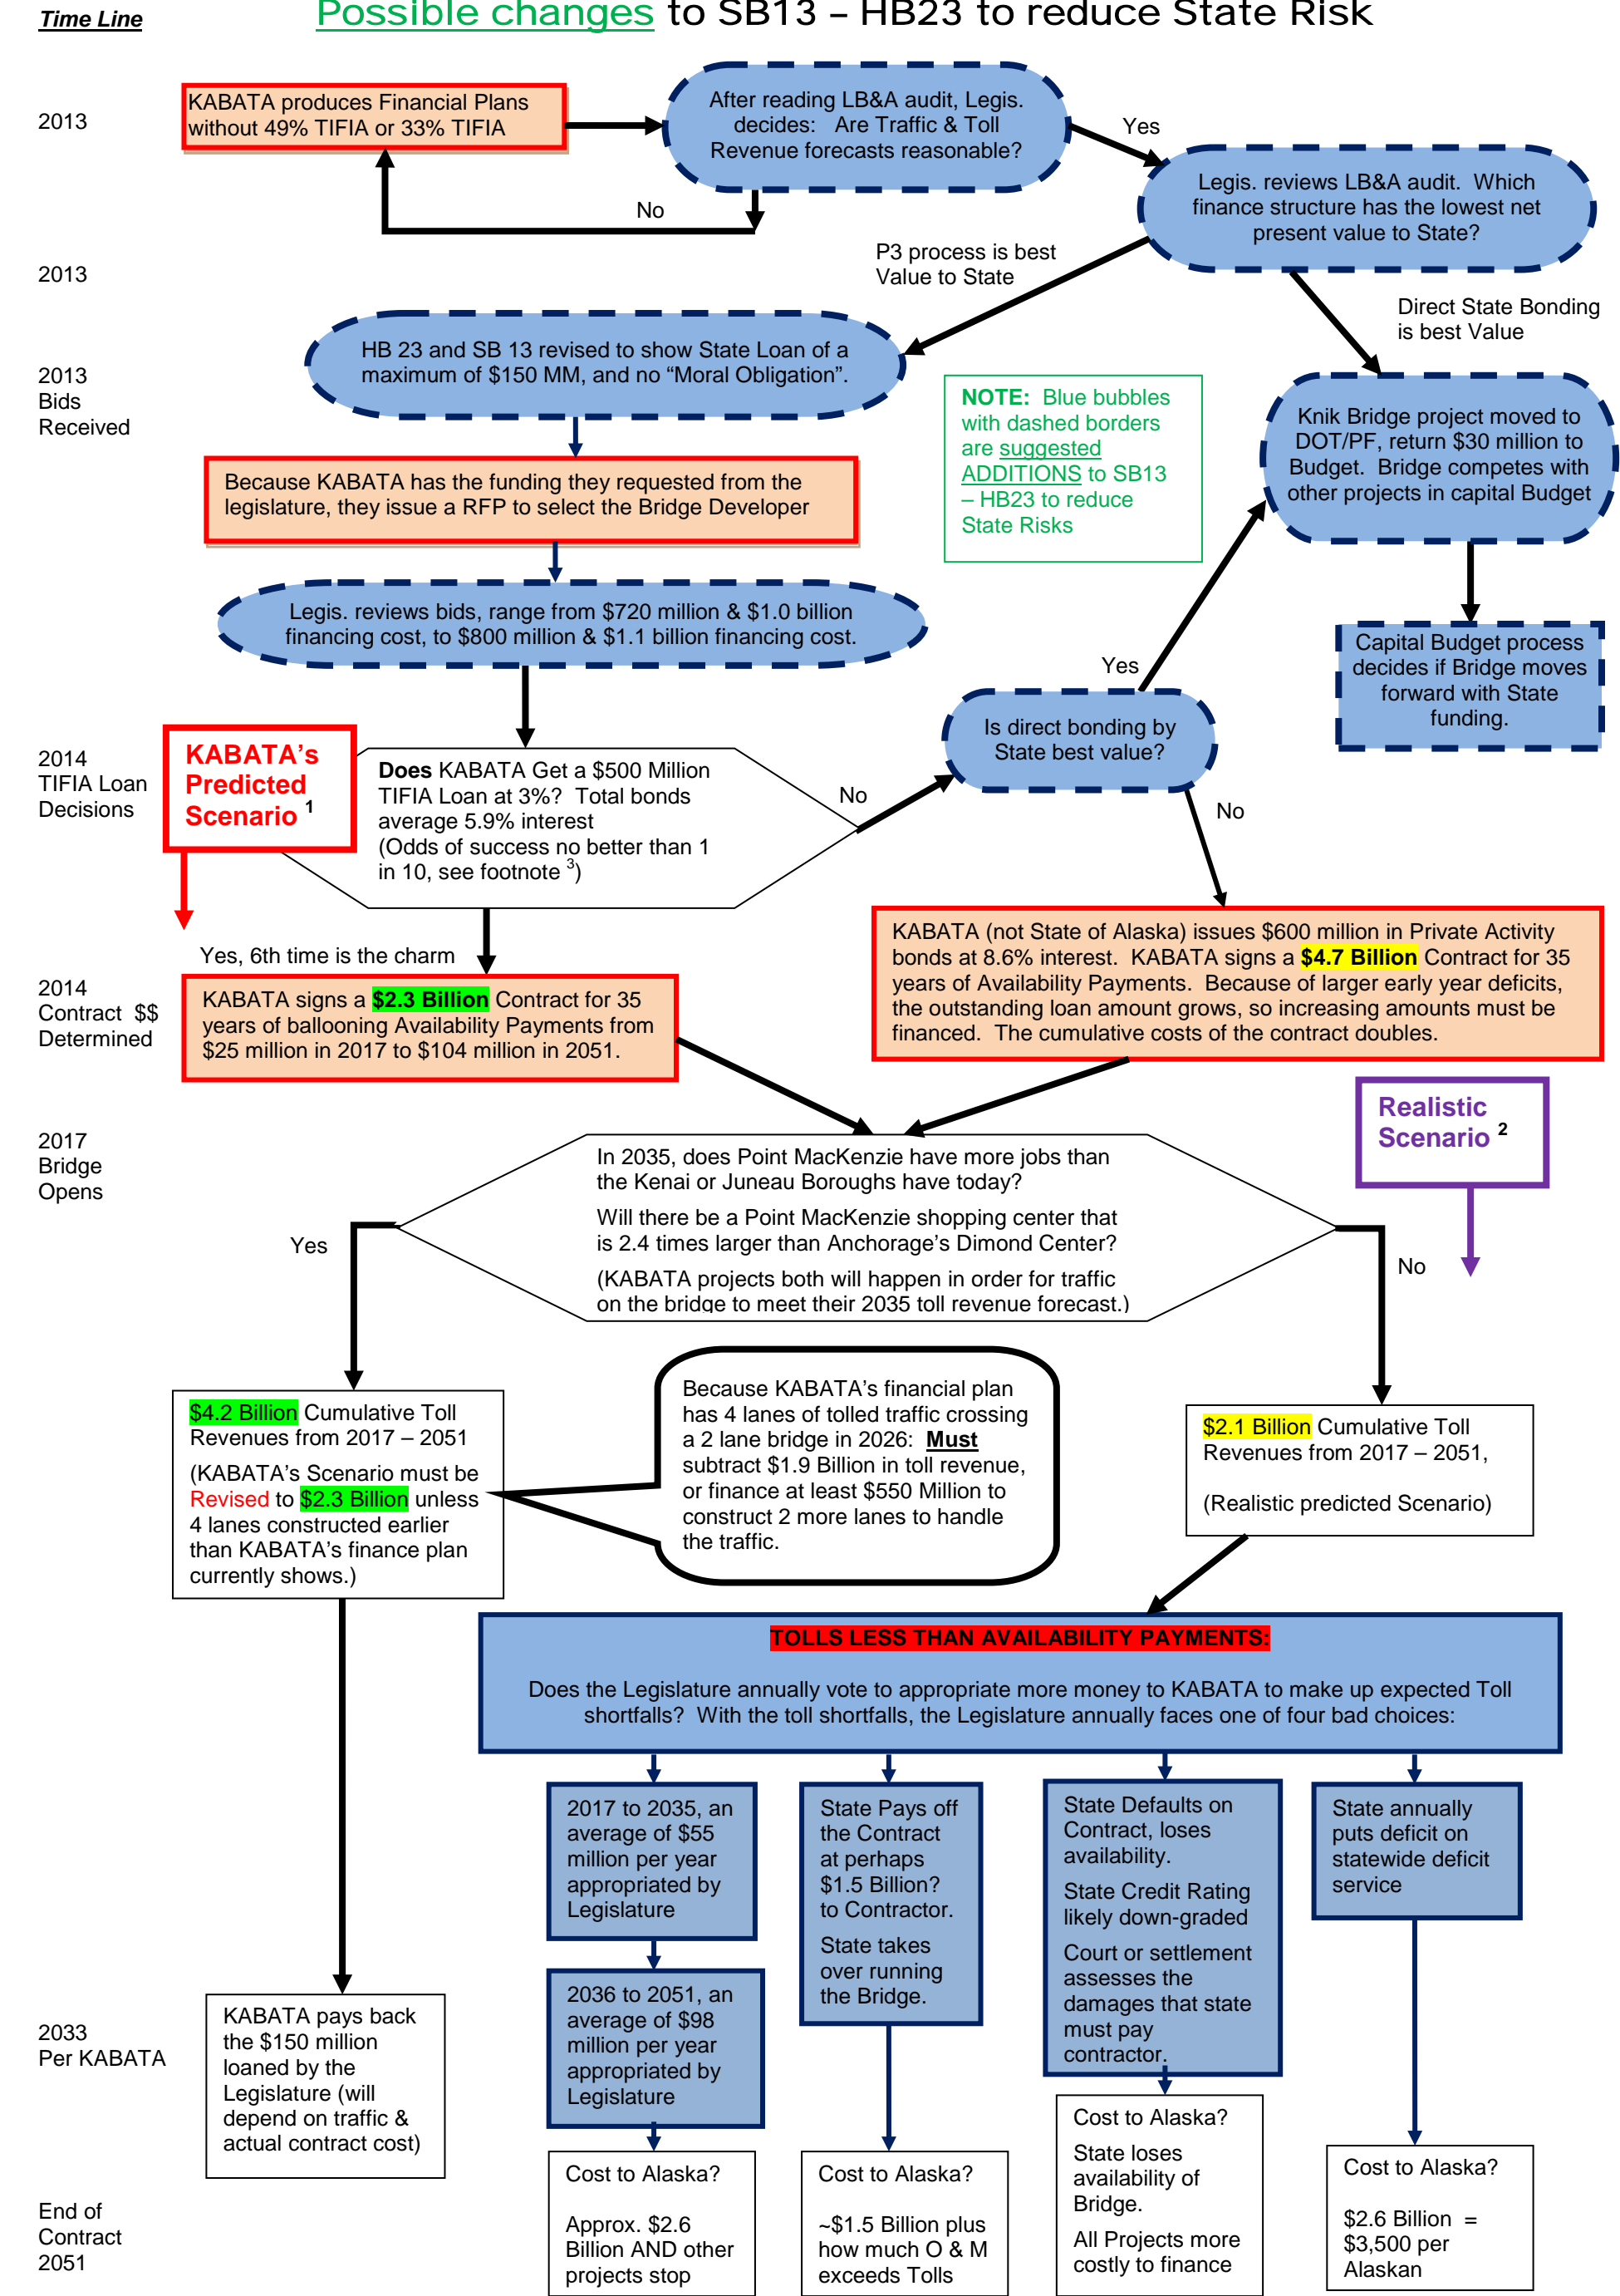 Time Line
Possible changes to SB13 – HB23 to reduce State Risk
2013
KABATA produces Financial Plans
without 49% TIFIA or 33% TIFIA
After reading LB&A audit, Legis.
decides: Are Traffic & Toll
Revenue forecasts reasonable?
Yes
No
Legis. reviews LB&A audit. Which
finance structure has the lowest net
present value to State?
P3 process is best
Value to State
2013
Direct State Bonding
is best Value
HB 23 and SB 13 revised to show State Loan of a
maximum of $150 MM, and no “Moral Obligation”.
2013
Bids
Received
NOTE: Blue bubbles
with dashed borders
are suggested
ADDITIONS to SB13
– HB23 to reduce
State Risks
Knik Bridge project moved to
DOT/PF, return $30 million to
Budget. Bridge competes with
other projects in capital Budget
Because KABATA has the funding they requested from the
legislature, they issue a RFP to select the Bridge Developer
Legis. reviews bids, range from $720 million & $1.0 billion
financing cost, to $800 million & $1.1 billion financing cost.
Capital Budget process
decides if Bridge moves
forward with State
funding.
Yes
Is direct bonding by
State best value?
2014
TIFIA Loan
Decisions
KABATA’s
Predicted
Scenario 1
Does KABATA Get a $500 Million
TIFIA Loan at 3%? Total bonds
average 5.9% interest
(Odds of success no better than 1
in 10, see footnote 3)
No
No
Yes, 6th time is the charm
2014
Contract $$
Determined
KABATA signs a $2.3 Billion Contract for 35
years of ballooning Availability Payments from
$25 million in 2017 to $104 million in 2051.
KABATA (not State of Alaska) issues $600 million in Private Activity
bonds at 8.6% interest. KABATA signs a $4.7 Billion Contract for 35
years of Availability Payments. Because of larger early year deficits,
the outstanding loan amount grows, so increasing amounts must be
financed. The cumulative costs of the contract doubles.
Realistic
Scenario 2
2017
Bridge
Opens
In 2035, does Point MacKenzie have more jobs than
the Kenai or Juneau Boroughs have today?
Will there be a Point MacKenzie shopping center that
is 2.4 times larger than Anchorage’s Dimond Center?
(KABATA projects both will happen in order for traffic
on the bridge to meet their 2035 toll revenue forecast.)
Yes
No
$4.2 Billion Cumulative Toll
Revenues from 2017 – 2051
(KABATA’s Scenario must be
Revised to $2.3 Billion unless
4 lanes constructed earlier
than KABATA’s finance plan
currently shows.)
Because KABATA’s financial plan
has 4 lanes of tolled traffic crossing
a 2 lane bridge in 2026: Must
subtract $1.9 Billion in toll revenue,
or finance at least $550 Million to
construct 2 more lanes to handle
the traffic.
$2.1 Billion Cumulative Toll
Revenues from 2017 – 2051,
(Realistic predicted Scenario)
TOLLS LESS THAN AVAILABILITY PAYMENTS:
Does the Legislature annually vote to appropriate more money to KABATA to make up expected Toll
shortfalls? With the toll shortfalls, the Legislature annually faces one of four bad choices:
2017 to 2035, an
average of $55
million per year
appropriated by
Legislature
State Pays off
the Contract
at perhaps
$1.5 Billion?
to Contractor.
State takes
over running
the Bridge.
State Defaults on
Contract, loses
availability.
State Credit Rating
likely down-graded
Court or settlement
assesses the
damages that state
must pay
contractor.
State annually
puts deficit on
statewide deficit
service
2036 to 2051, an
average of $98
million per year
appropriated by
Legislature
2033
Per KABATA
KABATA pays back
the $150 million
loaned by the
Legislature (will
depend on traffic &
actual contract cost)
End of
Contract
2051
Cost to Alaska?
Approx. $2.6
Billion AND other
projects stop
Cost to Alaska?
~$1.5 Billion plus
how much O & M
exceeds Tolls
Cost to Alaska?
State loses
availability of
Bridge.
All Projects more
costly to finance
Cost to Alaska?
$2.6 Billion =
$3,500 per
Alaskan